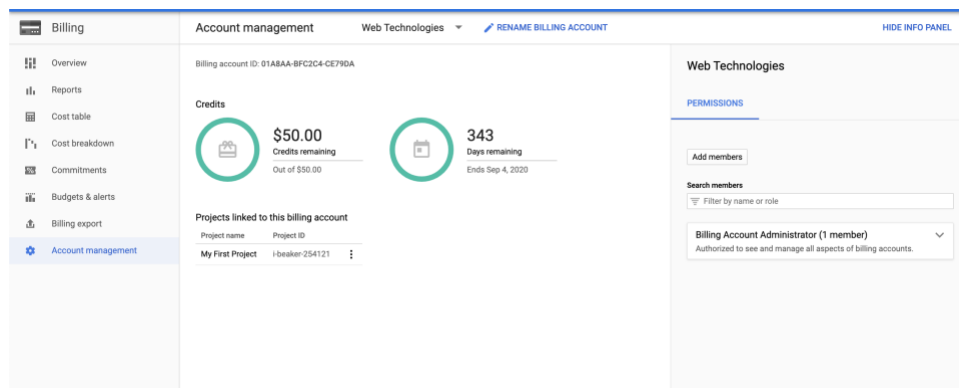 Billing
Account management
Web Technologies
RENAME BILLING ACCOUNT
HIDE INFO PANEL
Overview
Reports
Cost table
Cost breakdown
Commitments
Budgets & alerts
Billing export
Account management
Billing account ID: 01A8AA-BFC2C4-CE79DA
Credits
$50.00
Credits remaining
Out of $50.00
343
Days remaining
Ends Sep 4, 2020
Projects linked to this billing account
Project name Project ID
My First Project i-beaker-254121
Web Technologies
PERMISSIONS
Add members
Search members
Filter by name or role
Billing Account Administrator (1 member)
Authorized to see and manage all aspects of billing accounts.